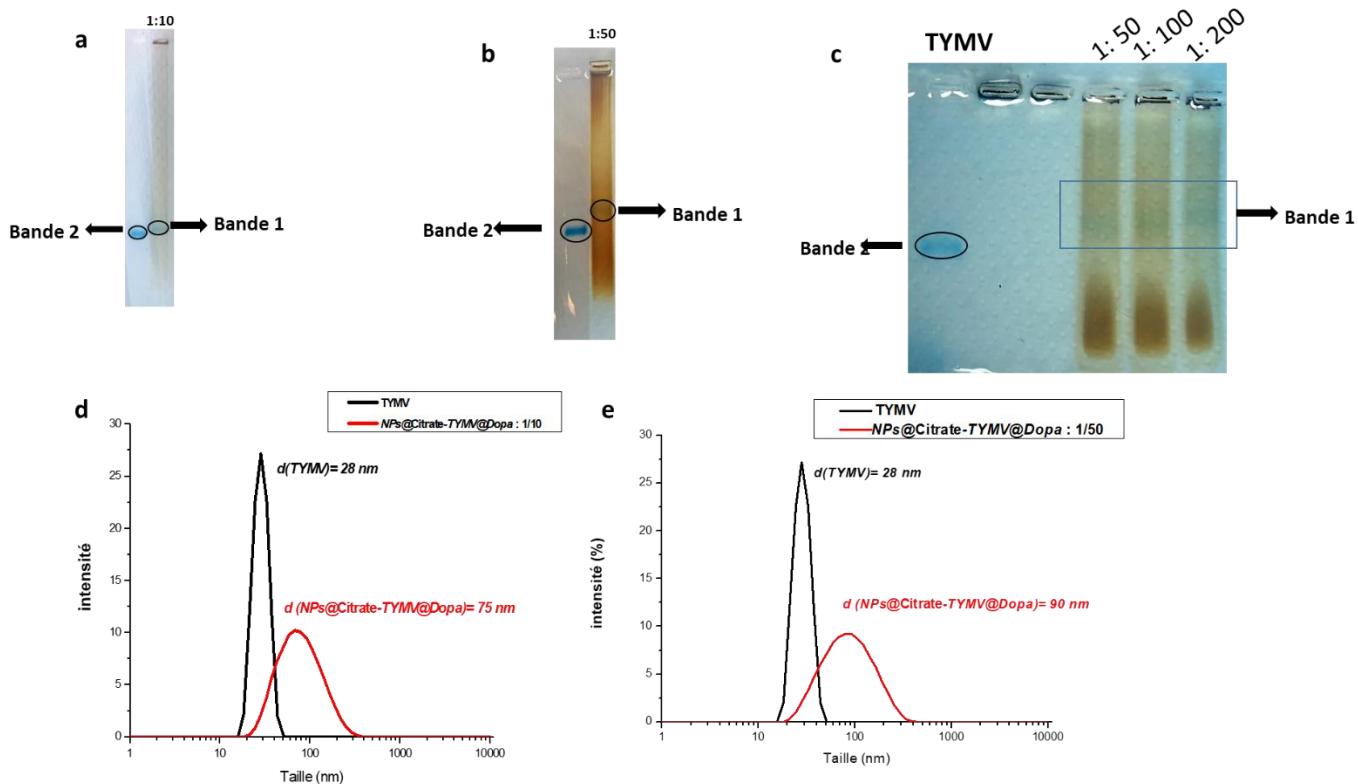 a
1:10
Bande 2
Bande 1
b
1:50
Bande 2
Bande 1
c
TYMV
1: 50
1: 100
1: 200
Bande 2
Bande 1
d
TYMV
NPs@Citrate-TYMV@Dopa : 1/10
d(TYMV)= 28 nm
d (NPs@Citrate-TYMV@Dopa)= 75 nm
intensité
30
25
20
15
10
5
0
1
10
100
1000
10000
Taille (nm)
e
TYMV
NPs@Citrate-TYMV@Dopa : 1/50
d(TYMV)= 28 nm
d (NPs@Citrate-TYMV@Dopa)= 90 nm
intensité (%)
30
25
20
15
10
5
0
1
10
100
1000
10000
Taille (nm)